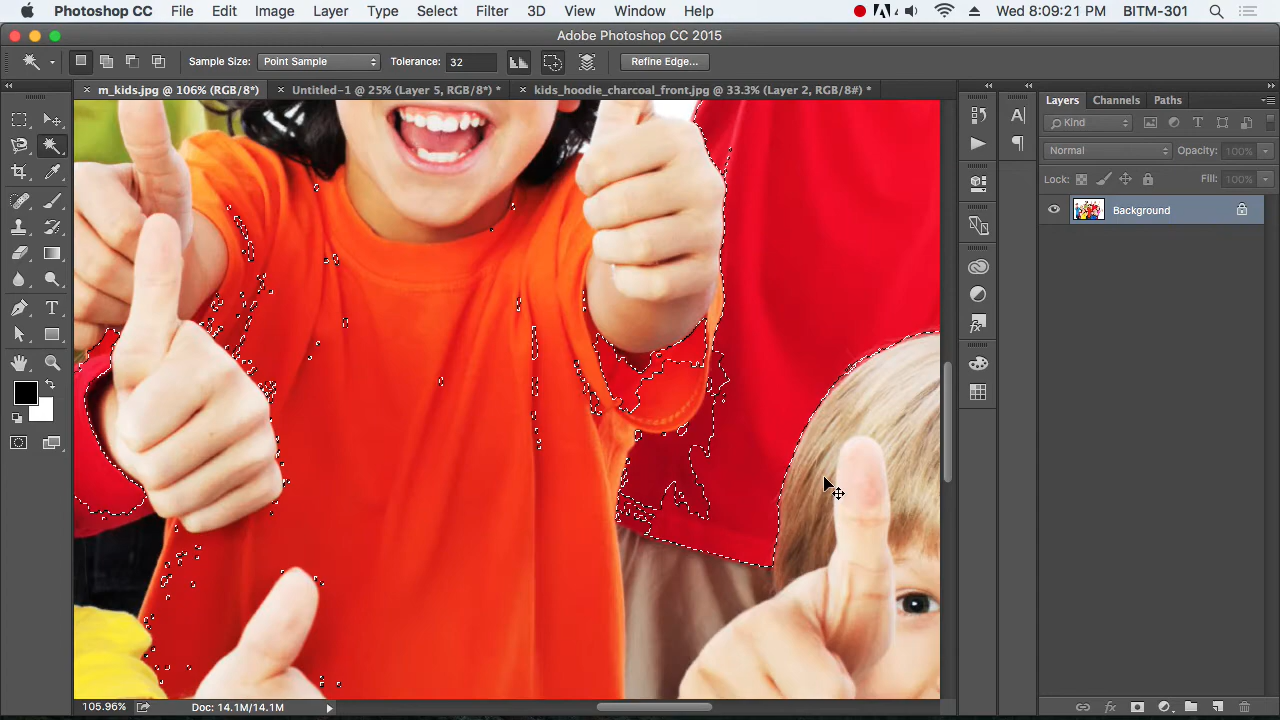 Photoshop CC File Edit Image Layer Type Select Filter 3D View Window Help 4 Wed 8:09:21 PM BITM-301
Adobe Photoshop CC 2015
Sample Size: Point Sample Tolerance: 32 Refine Edge...
m_kids.jpg @ 106% (RGB/8*) Untitled-1 @ 25% (Layer 5, RGB/8*) * kids_hoodie_charcoal_front.jpg @ 33.3% (Layer 2, RGB/8#) *
Layers Channels Paths
Kind
Normal Opacity: 100%
Lock: Fill: 100%
Background
105.96% Doc: 14.1M/14.1M